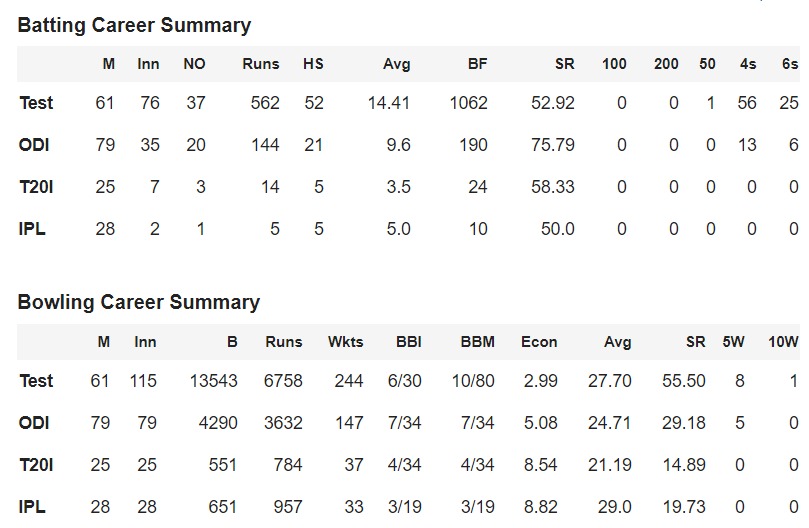 Batting Career Summary
M Inn NO Runs HS Avg BF SR 100 200 50 4s 6s
Test 61 76 37 562 52 14.41 1062 52.92 0 0 1 56 25
ODI 79 35 20 144 21 9.6 190 75.79 0 0 0 13 6
T20I 25 7 3 14 5 3.5 24 58.33 0 0 0 0 0
IPL 28 2 1 5 5 5.0 10 50.0 0 0 0 0 0
Bowling Career Summary
M Inn B Runs Wkts BBI BBM Econ Avg SR 5W 10W
Test 61 115 13543 6758 244 6/30 10/80 2.99 27.70 55.50 8 1
ODI 79 79 4290 3632 147 7/34 7/34 5.08 24.71 29.18 5 0
T20I 25 25 551 784 37 4/34 4/34 8.54 21.19 14.89 0 0
IPL 28 28 651 957 33 3/19 3/19 8.82 29.0 19.73 0 0